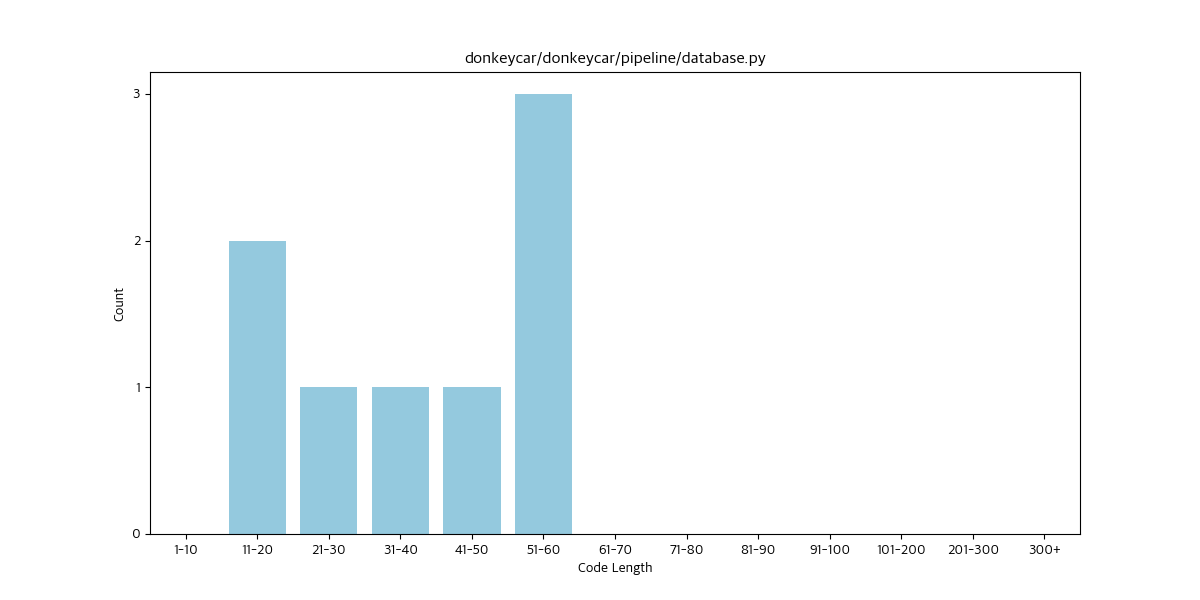 donkeycar/donkeycar/pipeline/database.py
3
2
1
0
Count
1-10 11-20 21-30 31-40 41-50 51-60 61-70 71-80 81-90 91-100 101-200 201-300 300+
Code Length